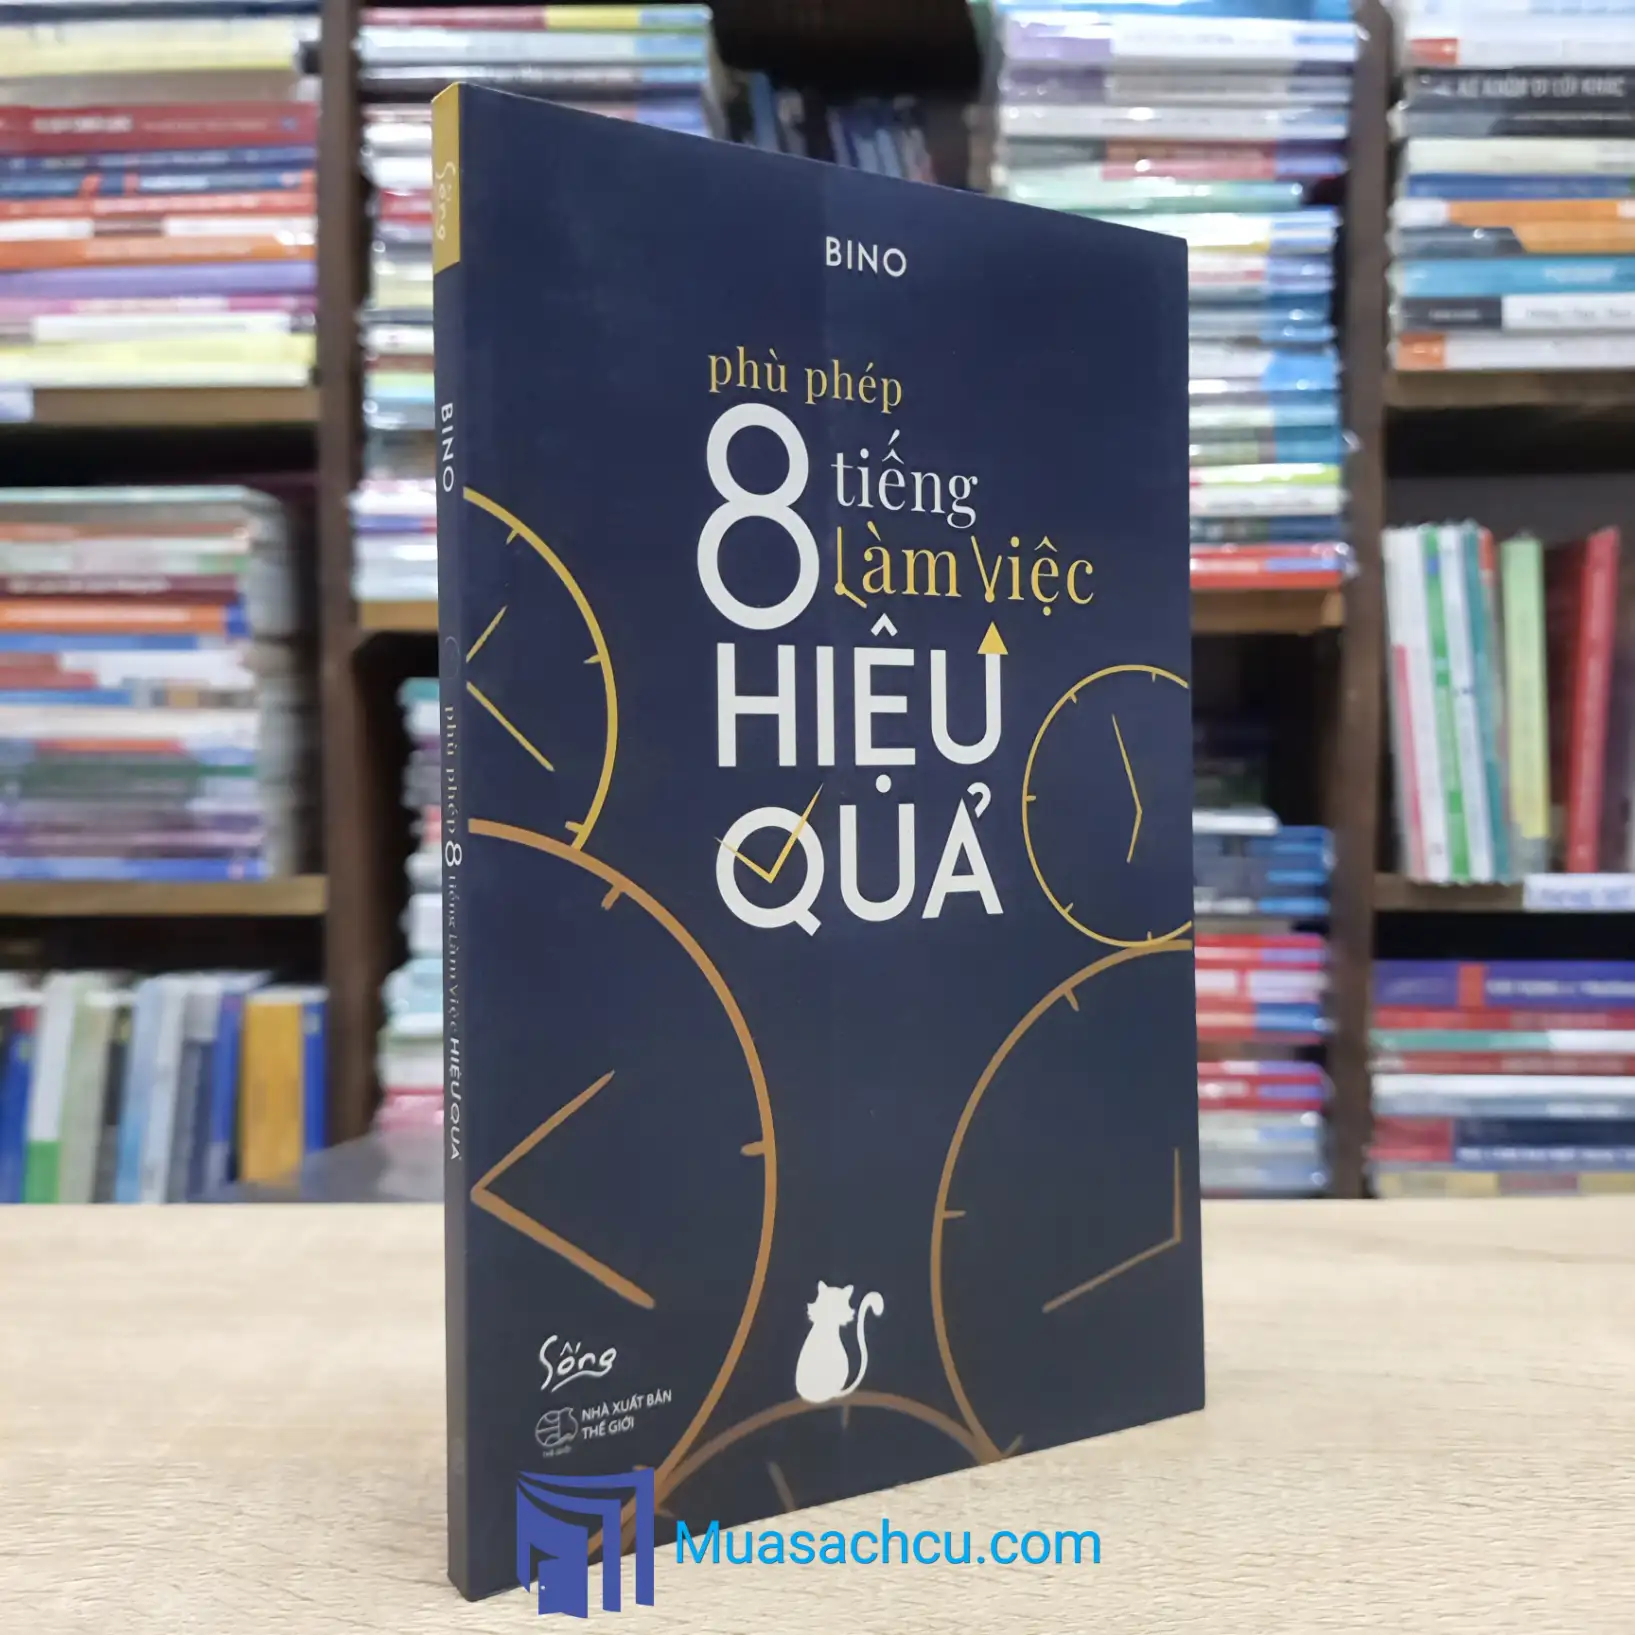 BINO
phù phép
8 tiếng
Làm Việc
HIỆU
QUẢ
Sống
NHÀ XUẤT BẢN
THẾ GIỚI
Sống
BINO
phù phép 8 tiếng Làm Việc HIỆU QUẢ
Muasachcu.com